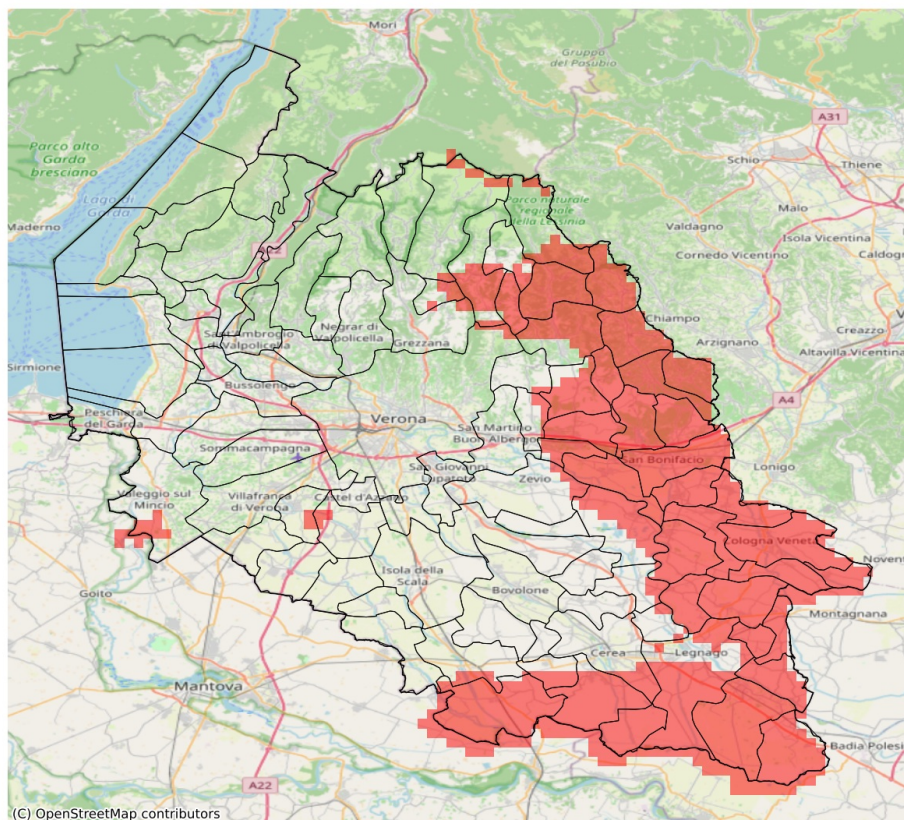 Mori
Gruppo
del Pasubio
A31
Parco alto
Garda
bresciano
Schio
Thiene
Lago di
Garda
Parco naturale
regionale
della Lessinia
Malo
Maderno
Valdagno
Isola Vicentina
Cornedo Vicentino
Caldogn
Chiampo
Sant'Ambrogio
di Valpolicella
Negrar di
Valpolicella
Grezzana
Arzignano
Creazzo
Altavilla Vicentina
Sirmione
Bussolengo
A4
Peschiera
del Garda
Verona
San Martino
Buon Albergo
Sommacampagna
San Bonifacio
Lonigo
San Giovanni
Lupatoto
Zevio
Valeggio sul
Mincio
Villafranca
di Verona
Castel d'Azzano
Cologna Veneta
Novent
Isola della
Scala
Goito
Bovolone
Montagnana
Cerea
Legnago
Mantova
Badia Polesi
A22
(C) OpenStreetMap contributors